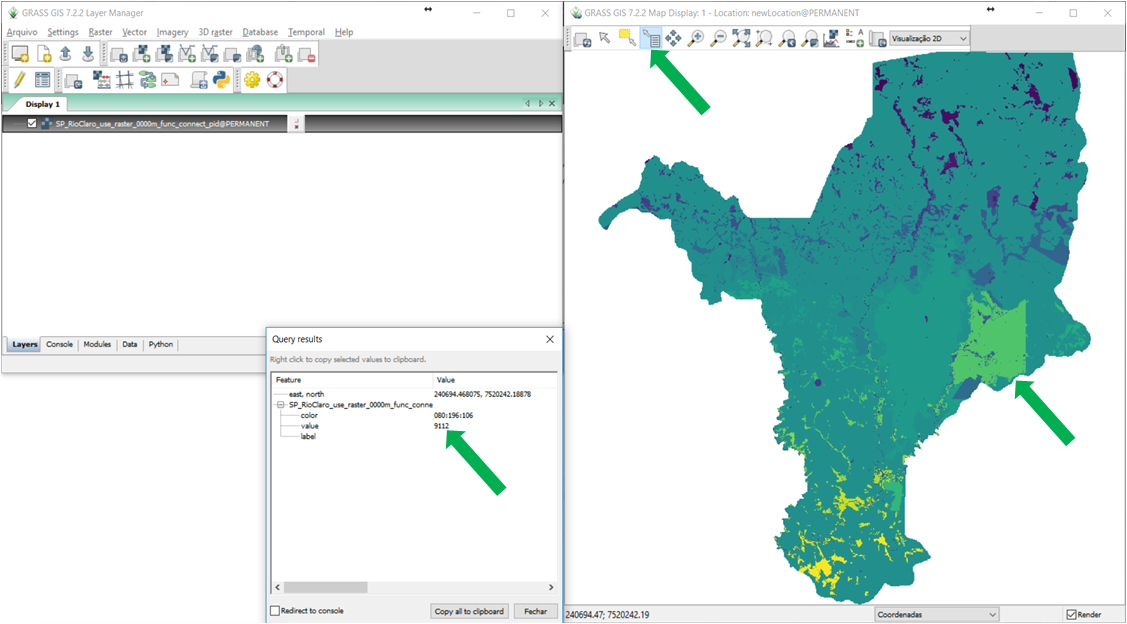 GRASS GIS 7.2.2 Layer Manager
Arquivo Settings Raster Vector Imagery 3D raster Database Temporal Help
Display 1
SP_RioClaro_use_raster_0000m_func_connect_pid@PERMANENT
Layers Console Modules Data Python
Query results
Right click to copy selected values to clipboard.
Feature Value
east, north 240694.468075, 7520242.18878
SP_RioClaro_use_raster_0000m_func_conne
color 080:196:106
value 9112
label
Redirect to console Copy all to clipboard Fechar
GRASS GIS 7.2.2 Map Display: 1 - Location: newLocation@PERMANENT
Visualização 2D
240694.47; 7520242.19 Coordenadas Render